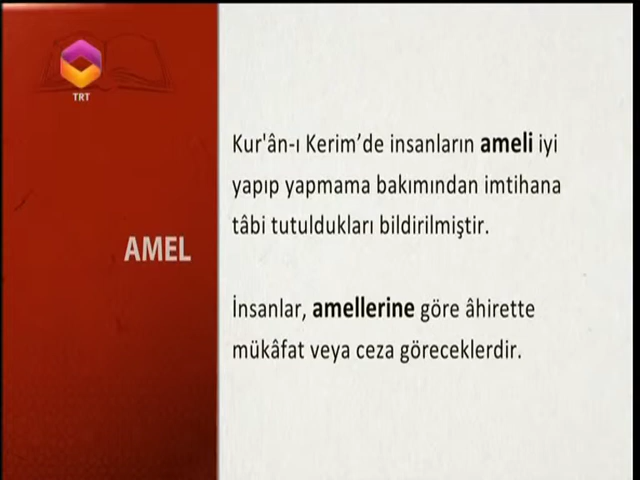 TRT
AMEL
Kur'ân-ı Kerim’de insanların ameli iyi
yapıp yapmama bakımından imtihana
tâbi tutuldukları bildirilmiştir.
İnsanlar, amellerine göre âhirette
mükâfat veya ceza göreceklerdir.